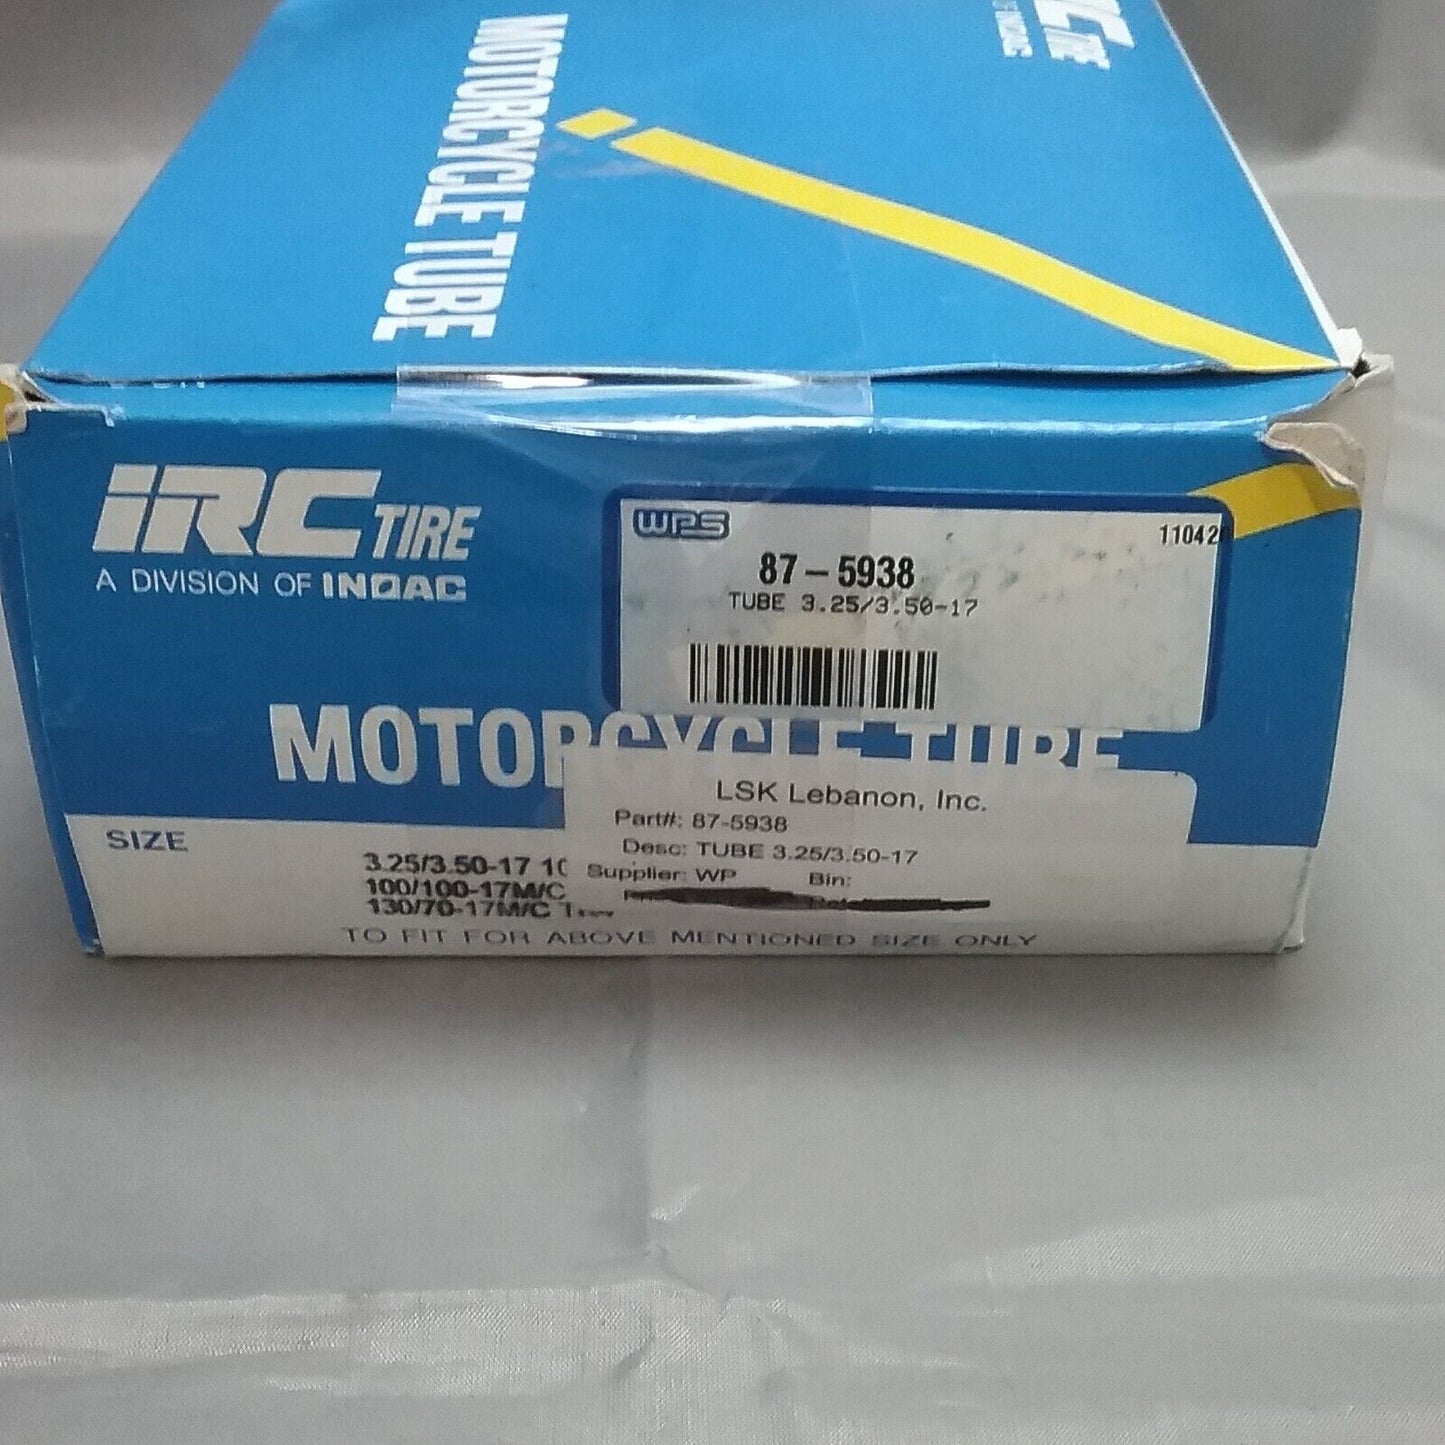 MOTORCYCLE TUBE
TIRE
IRC TIRE
A DIVISION OF INOAC
WPS
11042
87-5938
TUBE 3.25/3.50-17
MOTORCYCLE TUBE
LSK Lebanon, Inc.
Part#: 87-5938
Desc: TUBE 3.25/3.50-17
Supplier: WP Bin:
SIZE
3.25/3.50-17
100/100-17M/C
130/70-17M/C
TO FIT FOR ABOVE MENTIONED SIZE ONLY